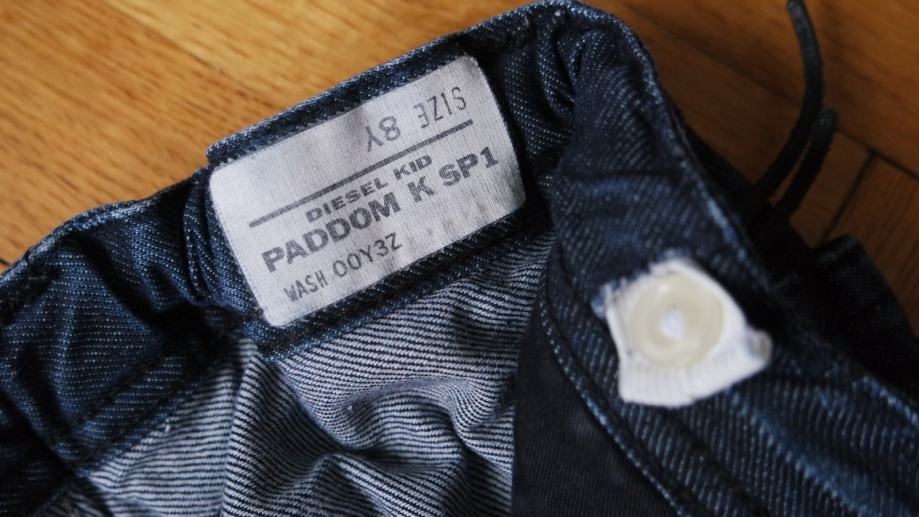 SIZE 8Y
DIESEL KID
PADDOM K SP1
WASH 00Y3Z